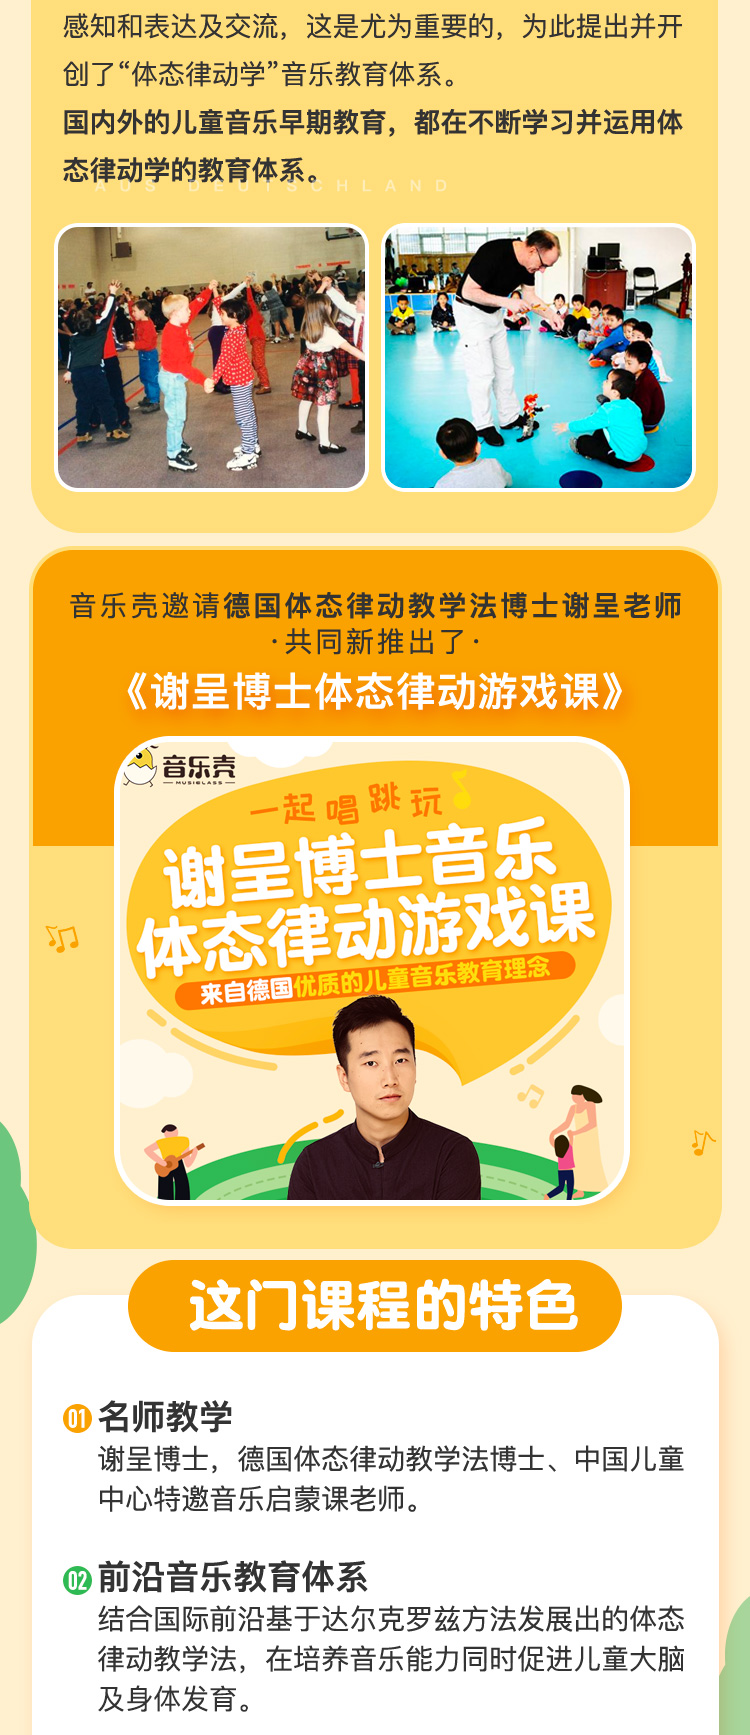 感知和表达及交流，这是尤为重要的，为此提出并开
创了“体态律动学”音乐教育体系。
国内外的儿童音乐早期教育，都在不断学习并运用体
态律动学的教育体系。
AUS DEUTSCHLAND
音乐壳邀请德国体态律动教学法博士谢呈老师
·共同新推出了·
《谢呈博士体态律动游戏课》
音乐壳
MUSIGLASS
一起唱跳玩
谢呈博士音乐
体态律动游戏课
来自德国优质的儿童音乐教育理念
这门课程的特色
01 名师教学
谢呈博士，德国体态律动教学法博士、中国儿童
中心特邀音乐启蒙课老师。
02 前沿音乐教育体系
结合国际前沿基于达尔克罗兹方法发展出的体态
律动教学法，在培养音乐能力同时促进儿童大脑
及身体发育。